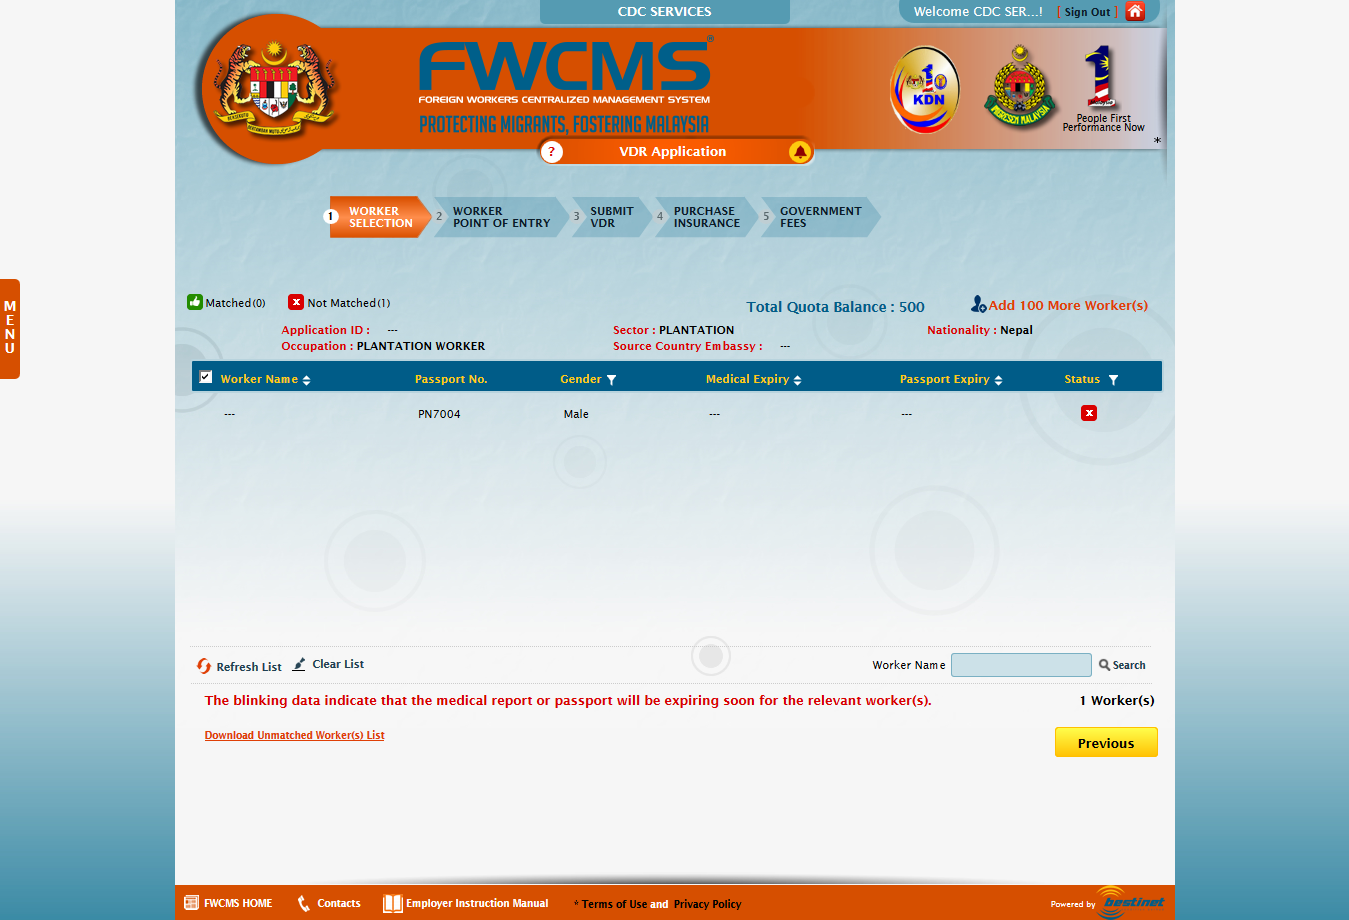 CDC SERVICES
Welcome CDC SER...! [ Sign Out ]
FWCMS®
FOREIGN WORKERS CENTRALIZED MANAGEMENT SYSTEM
PROTECTING MIGRANTS, FOSTERING MALAYSIA
KDN
IMIGRESEN MALAYSIA
1
People First
Performance Now
*
? VDR Application
1 WORKER SELECTION
2 WORKER POINT OF ENTRY
3 SUBMIT VDR
4 PURCHASE INSURANCE
5 GOVERNMENT FEES
MENU
Matched(0) Not Matched(1) Total Quota Balance : 500 Add 100 More Worker(s)
Application ID : --- Sector : PLANTATION Nationality : Nepal
Occupation : PLANTATION WORKER Source Country Embassy : ---
Worker Name Passport No. Gender Medical Expiry Passport Expiry Status
--- PN7004 Male --- ---
Refresh List Clear List Worker Name Search
The blinking data indicate that the medical report or passport will be expiring soon for the relevant worker(s). 1 Worker(s)
Download Unmatched Worker(s) List
Previous
FWCMS HOME Contacts Employer Instruction Manual * Terms of Use and Privacy Policy Powered by bestinet